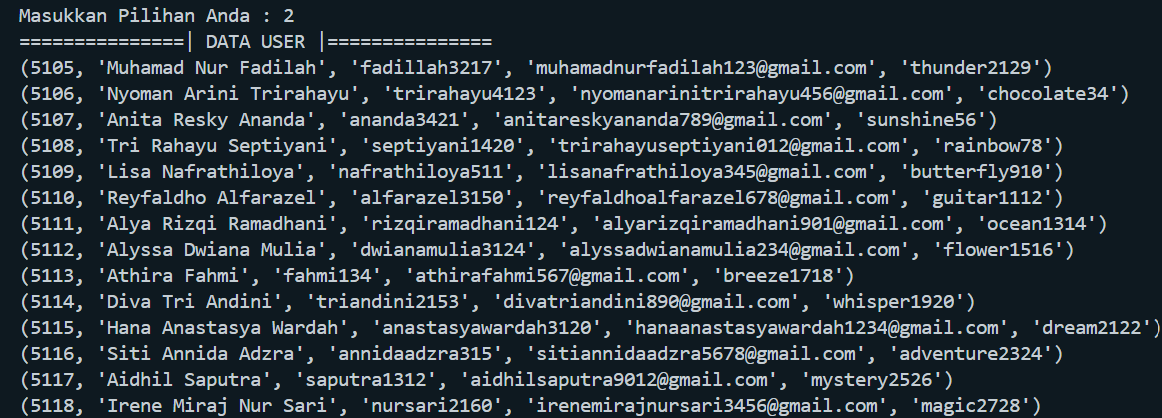 Masukkan Pilihan Anda : 2
===============| DATA USER |===============
(5105, 'Muhamad Nur Fadilah', 'fadillah3217', 'muhamadnurfadilah123@gmail.com', 'thunder2129')
(5106, 'Nyoman Arini Trirahayu', 'trirahayu4123', 'nyomanarinitrirahayu456@gmail.com', 'chocolate34')
(5107, 'Anita Resky Ananda', 'ananda3421', 'anitareskyananda789@gmail.com', 'sunshine56')
(5108, 'Tri Rahayu Septiyani', 'septiyani1420', 'trirahayuseptiyani012@gmail.com', 'rainbow78')
(5109, 'Lisa Nafrathiloya', 'nafrathiloya511', 'lisanafrathiloya345@gmail.com', 'butterfly910')
(5110, 'Reyfaldho Alfarazel', 'alfarazel3150', 'reyfaldhoalfarazel678@gmail.com', 'guitar1112')
(5111, 'Alya Rizqi Ramadhani', 'rizqiramadhani124', 'alyarizqiramadhani901@gmail.com', 'ocean1314')
(5112, 'Alyssa Dwiana Mulia', 'dwianamulia3124', 'alyssadwianamulia234@gmail.com', 'flower1516')
(5113, 'Athira Fahmi', 'fahmi134', 'athirafahmi567@gmail.com', 'breeze1718')
(5114, 'Diva Tri Andini', 'triandini2153', 'divatriandini890@gmail.com', 'whisper1920')
(5115, 'Hana Anastasya Wardah', 'anastasyawardah3120', 'hanaanastasyawardah1234@gmail.com', 'dream2122')
(5116, 'Siti Annida Adzra', 'annidaadzra315', 'sitiannidaadzra5678@gmail.com', 'adventure2324')
(5117, 'Aidhil Saputra', 'saputra1312', 'aidhilsaputra9012@gmail.com', 'mystery2526')
(5118, 'Irene Miraj Nur Sari', 'nursari2160', 'irenemirajnursari3456@gmail.com', 'magic2728')